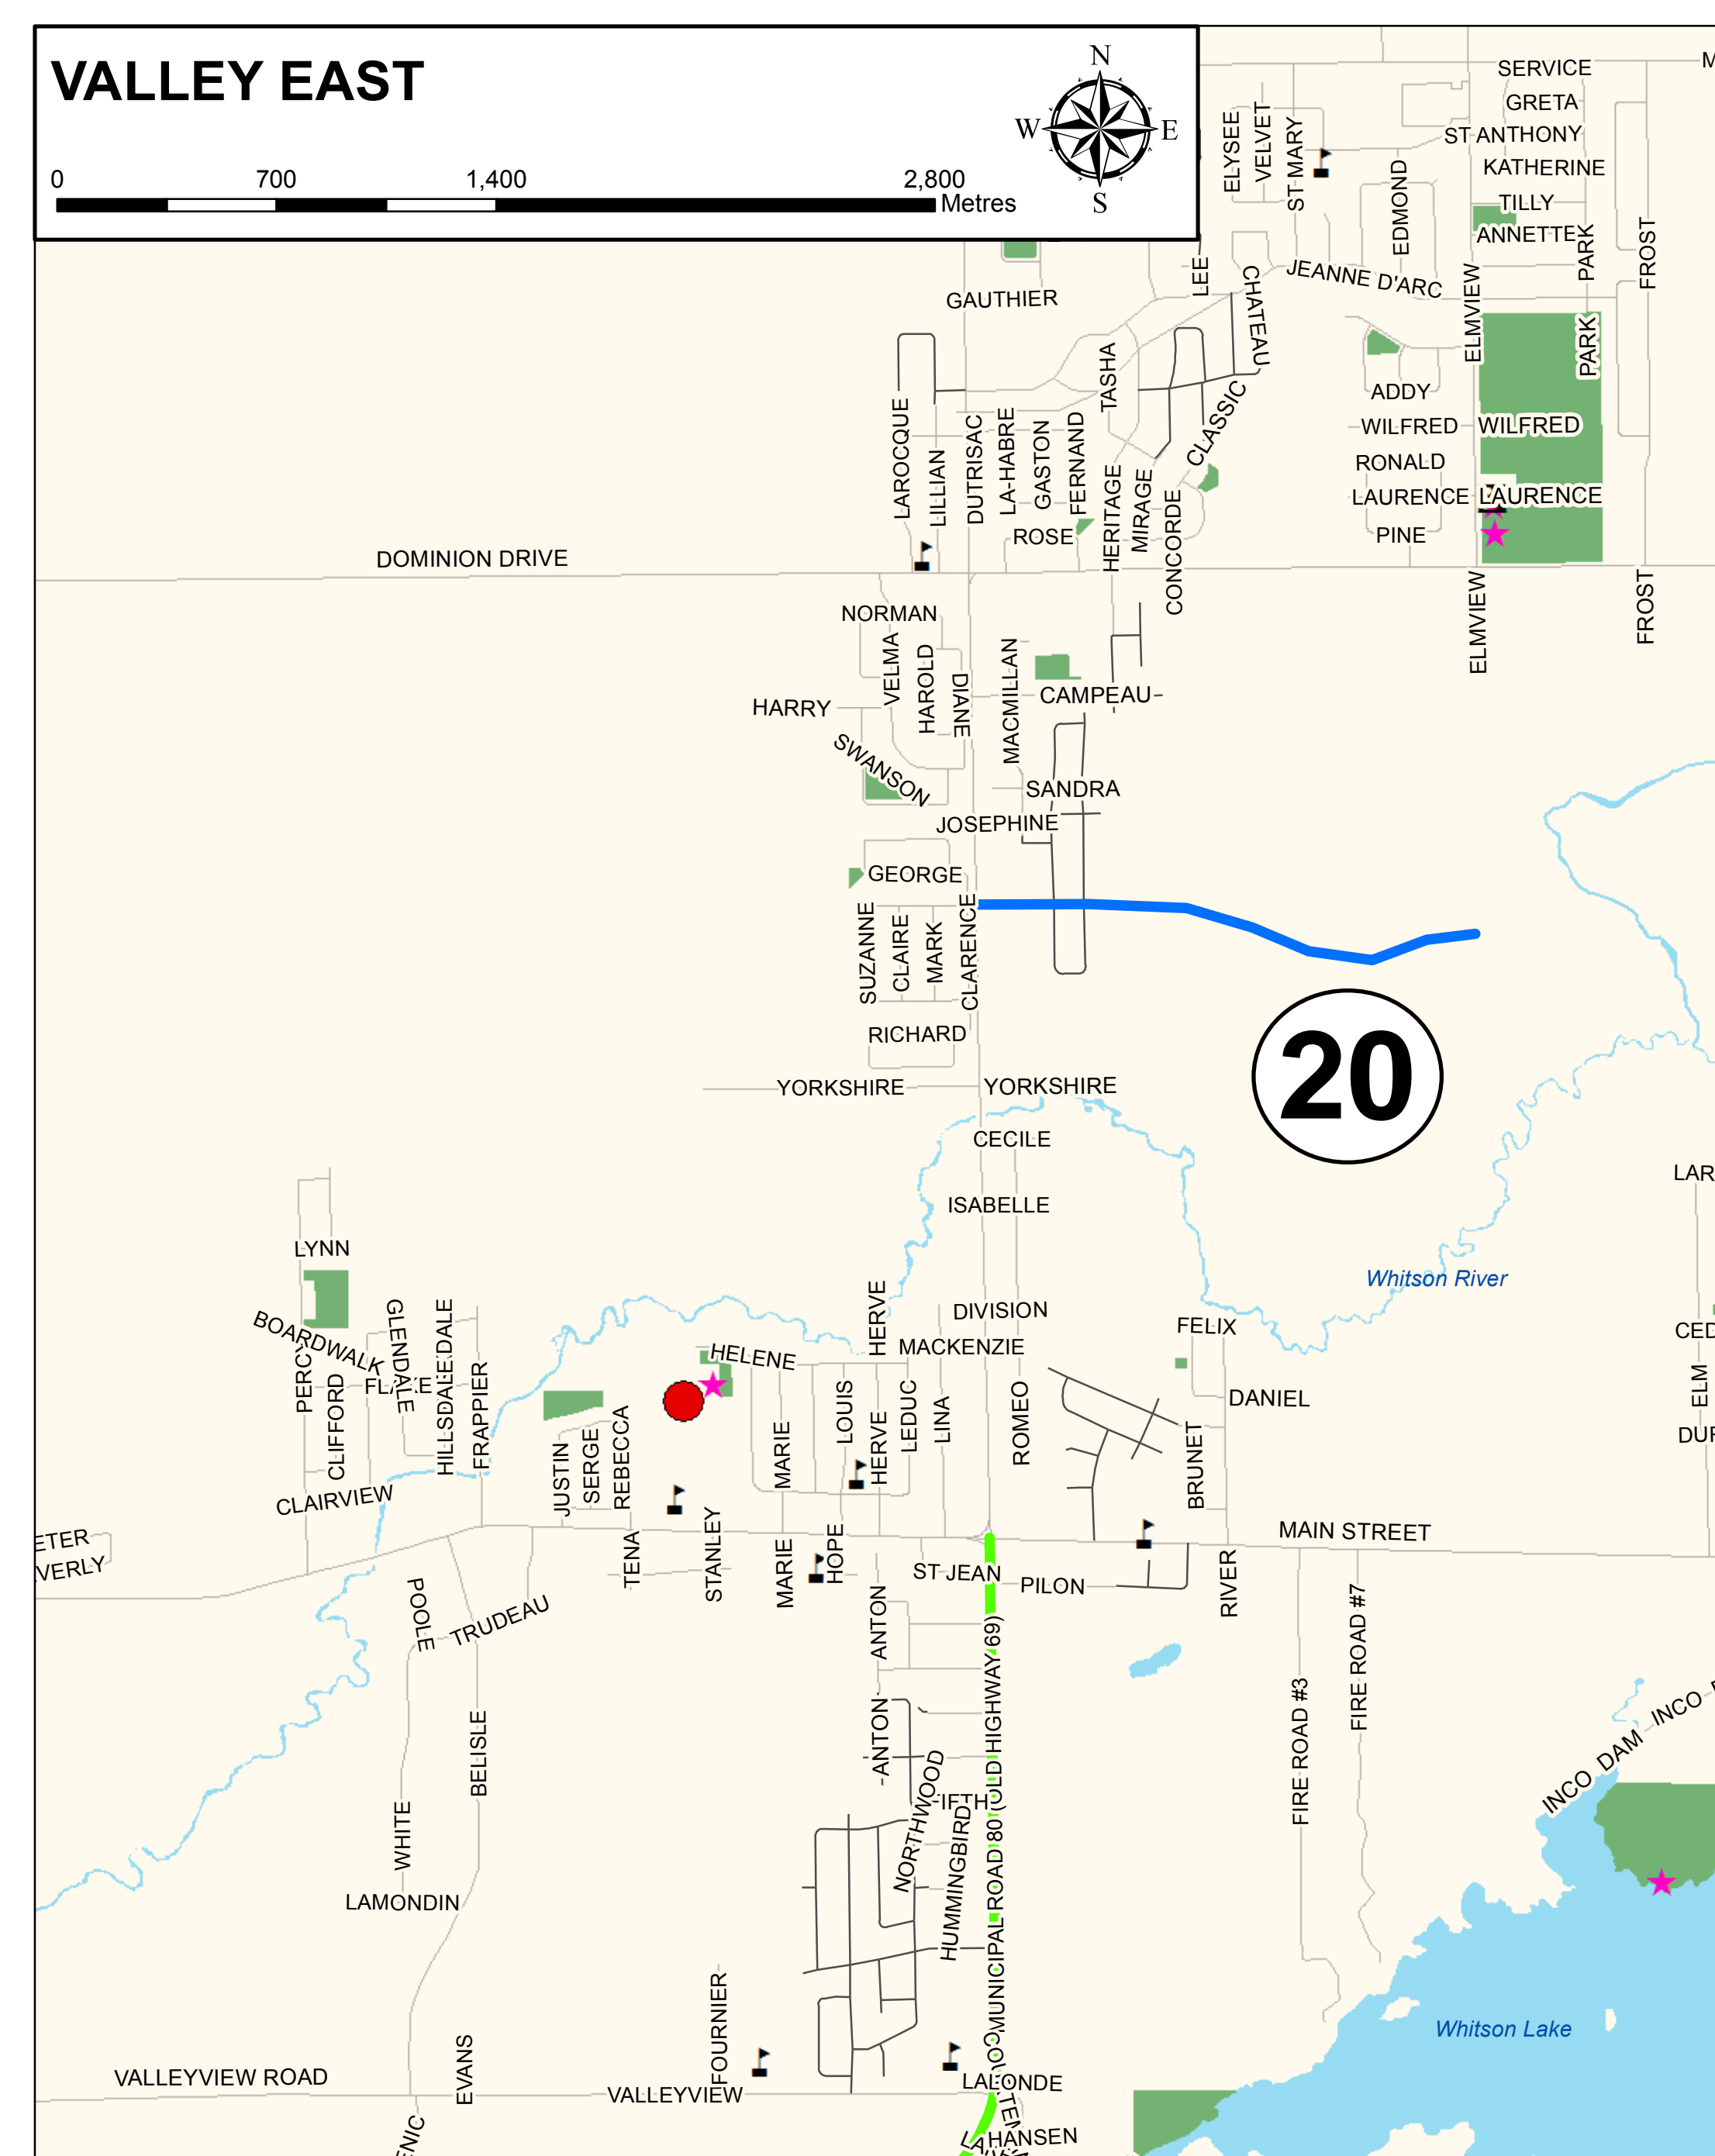 VALLEY EAST
N
W
E
S
0
700
1,400
2,800
Metres
SERVICE
GRETA
ST ANTHONY
KATHERINE
TILLY
ANNETTE
ELYSEE
VELVET
ST MARY
EDMOND
PARK
FROST
JEANNE D'ARC
LEE
CHATEAU
ELMVIEW
PARK
GAUTHIER
TASHA
ADDY
WILFRED
WILFRED
RONALD
LAURENCE
LAURENCE
PINE
CLASSIC
LAROCQUE
LILLIAN
DUTRISAC
LA-HABRE
GASTON
FERNAND
HERITAGE
MIRAGE
CONCORDE
ROSE
DOMINION DRIVE
ELMVIEW
FROST
NORMAN
VELMA
HAROLD
DIANE
MACMILLAN
CAMPEAU
HARRY
SWANSON
SANDRA
JOSEPHINE
GEORGE
SUZANNE
CLAIRE
MARK
CLARENCE
RICHARD
20
YORKSHIRE
YORKSHIRE
CECILE
ISABELLE
LAR
LYNN
Whitson River
DIVISION
HERVE
MACKENZIE
FELIX
CED
BOARDWALK
GLENDALE
HILLSDALE
HELENE
CLIFFORD
FRAPPIER
DANIEL
ELM
LOUIS
LEDUC
LINA
ROMEO
MARIE
HERVE
BRUNET
JUSTIN
SERGE
REBECCA
CLAIRVIEW
MAIN STREET
ETER
VERLY
TENA
STANLEY
MARIE
HOPE
ST JEAN
PILON
RIVER
POOLE
TRUDEAU
ANTON
FIRE ROAD #7
FIRE ROAD #3
ANTON
BELISLE
WHITE
INCO DAM
INCO
NORTHWOOD
HUMMINGBIRD
MUNICIPAL ROAD 80 (OLD HIGHWAY 69)
LAMONDIN
FOURNIER
Whitson Lake
EVANS
VALLEYVIEW ROAD
VALLEYVIEW
LALONDE
HANSEN
ENIC